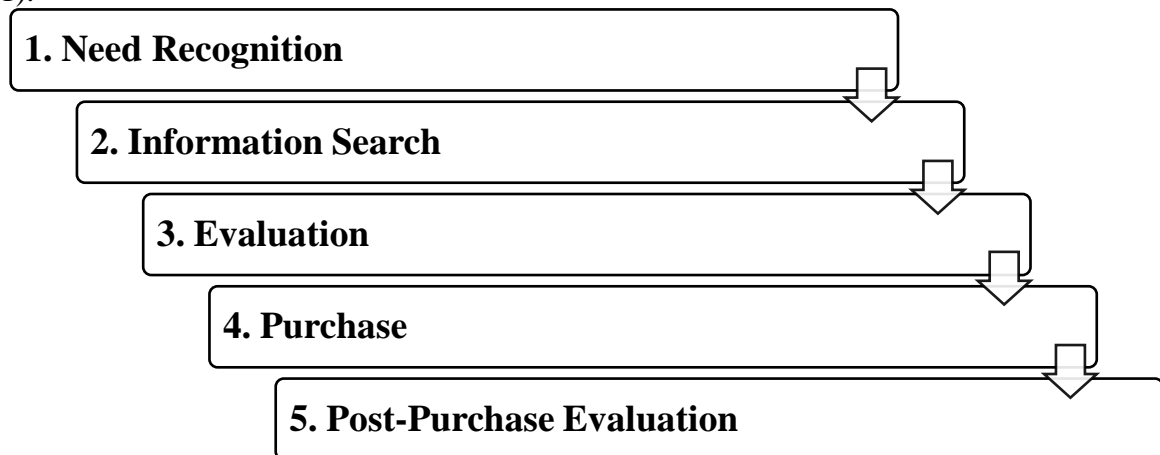 1. Need Recognition
2. Information Search
3. Evaluation
4. Purchase
5. Post-Purchase Evaluation